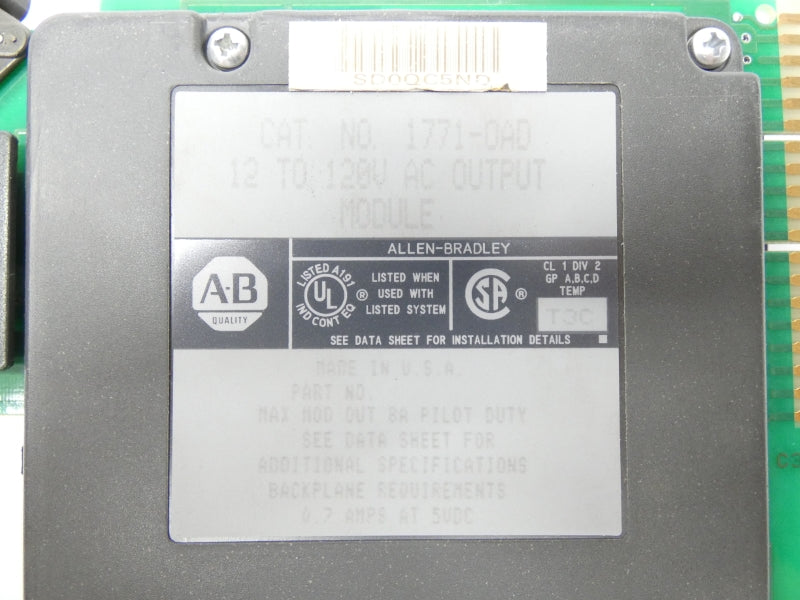 SD0QC5ND
CAT. NO. 1771-OAD
12 TO 120V AC OUTPUT
MODULE
ALLEN-BRADLEY
A-B
QUALITY
LISTED A191
UL
®
IND CONT EQ
LISTED WHEN
USED WITH
LISTED SYSTEM
SA
®
CL 1 DIV 2
GP A,B,C,D
TEMP
T3C
SEE DATA SHEET FOR INSTALLATION DETAILS
MADE IN U.S.A.
PART NO.
MAX MOD OUT 8A PILOT DUTY
SEE DATA SHEET FOR
ADDITIONAL SPECIFICATIONS
BACKPLANE REQUIREMENTS
0.7 AMPS AT 5VDC